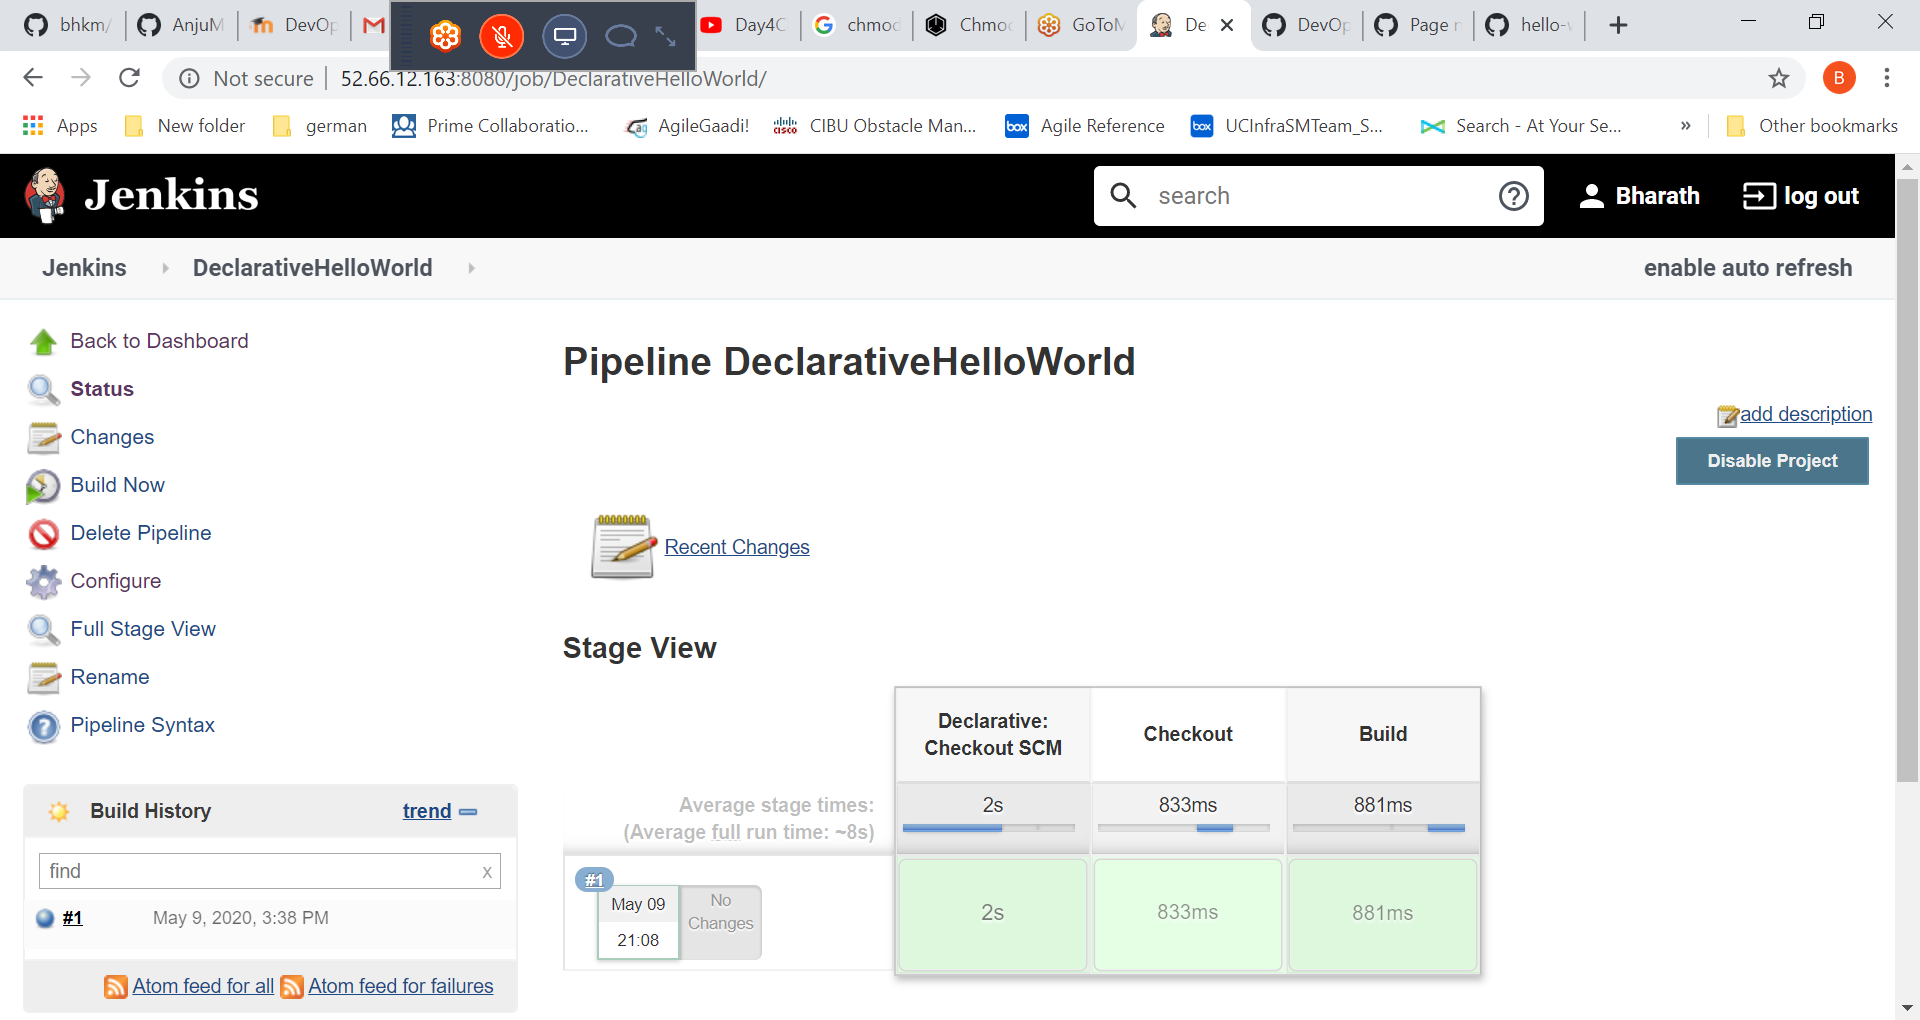 bhkm/
AnjuM
DevOp
Day4C
chmod
Chmod
GoToM
De
DevOp
Page n
hello-w
Not secure
52.66.12.163:8080/job/DeclarativeHelloWorld/
B
Apps
New folder
german
Prime Collaboratio...
AgileGaadi!
CISCO
CIBU Obstacle Man...
box
Agile Reference
box
UCInfraSMTeam_S...
Search - At Your Se...
»
Other bookmarks
Jenkins
search
Bharath
log out
Jenkins
DeclarativeHelloWorld
enable auto refresh
Back to Dashboard
Status
Changes
Build Now
Delete Pipeline
Configure
Full Stage View
Rename
Pipeline Syntax
Pipeline DeclarativeHelloWorld
add description
Disable Project
Recent Changes
Stage View
Declarative:
Checkout SCM
Checkout
Build
Average stage times:
(Average full run time: ~8s)
2s
833ms
881ms
#1
May 09
21:08
No
Changes
2s
833ms
881ms
Build History
trend
find
x
#1
May 9, 2020, 3:38 PM
Atom feed for all
Atom feed for failures